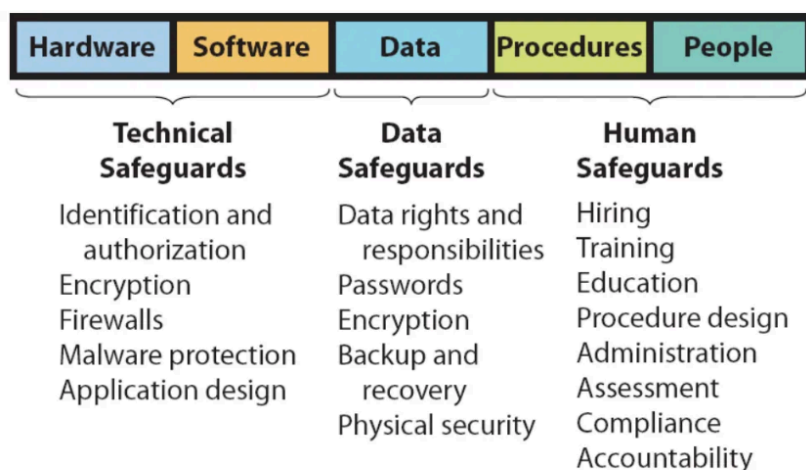 Hardware
Software
Data
Procedures
People
Technical
Safeguards
Identification and
authorization
Encryption
Firewalls
Malware protection
Application design
Data
Safeguards
Data rights and
responsibilities
Passwords
Encryption
Backup and
recovery
Physical security
Human
Safeguards
Hiring
Training
Education
Procedure design
Administration
Assessment
Compliance
Accountability